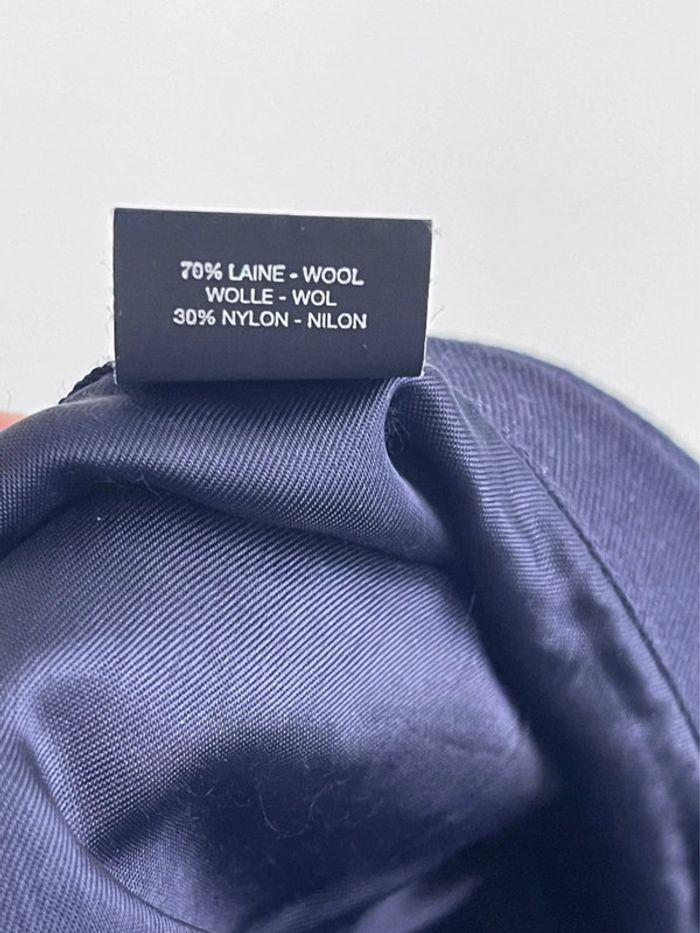 70% LAINE - WOOL
WOLLE - WOL
30% NYLON - NILON